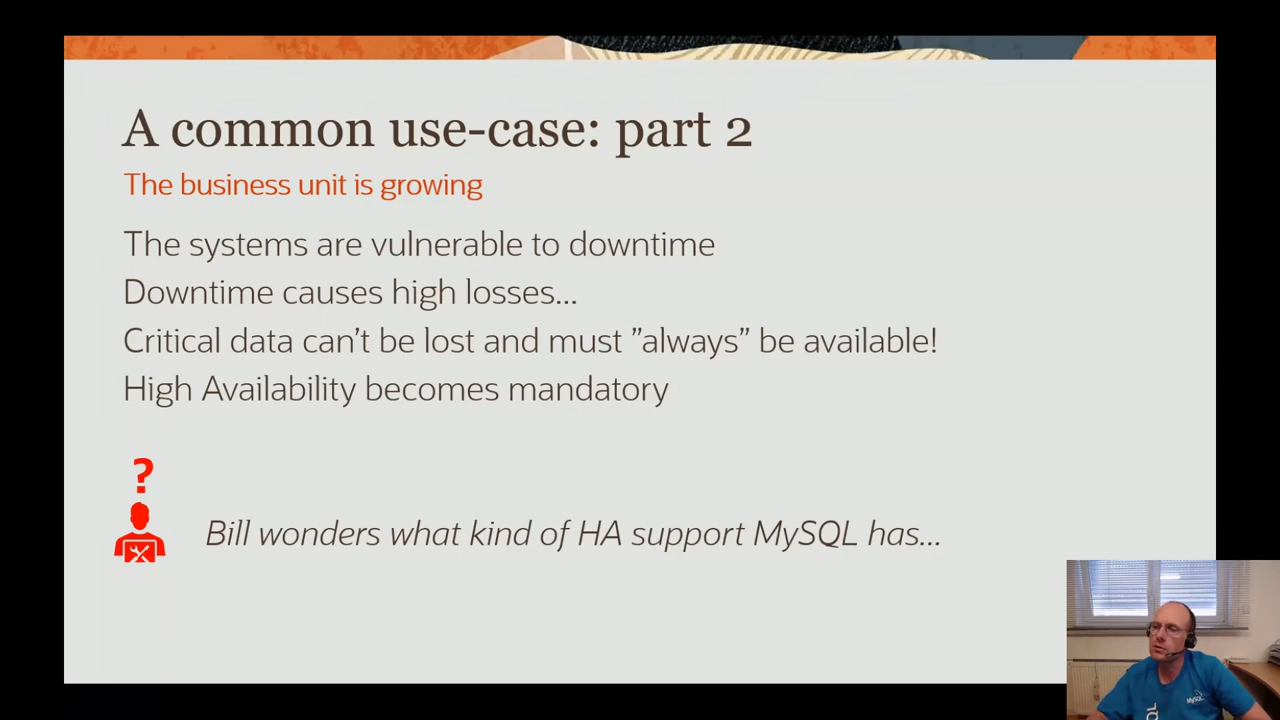 A common use-case: part 2
The business unit is growing
The systems are vulnerable to downtime
Downtime causes high losses...
Critical data can't be lost and must ”always” be available!
High Availability becomes mandatory
?
Bill wonders what kind of HA support MySQL has...
MySQL